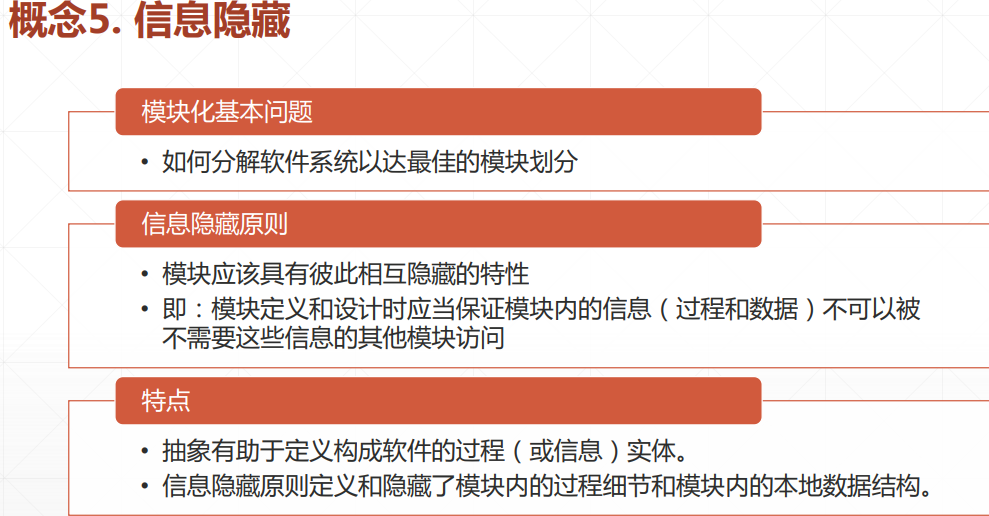 概念5. 信息隐藏
模块化基本问题
• 如何分解软件系统以达最佳的模块划分
信息隐藏原则
• 模块应该具有彼此相互隐藏的特性
• 即：模块定义和设计时应当保证模块内的信息（过程和数据）不可以被
不需要这些信息的其他模块访问
特点
• 抽象有助于定义构成软件的过程（或信息）实体。
• 信息隐藏原则定义和隐藏了模块内的过程细节和模块内的本地数据结构。